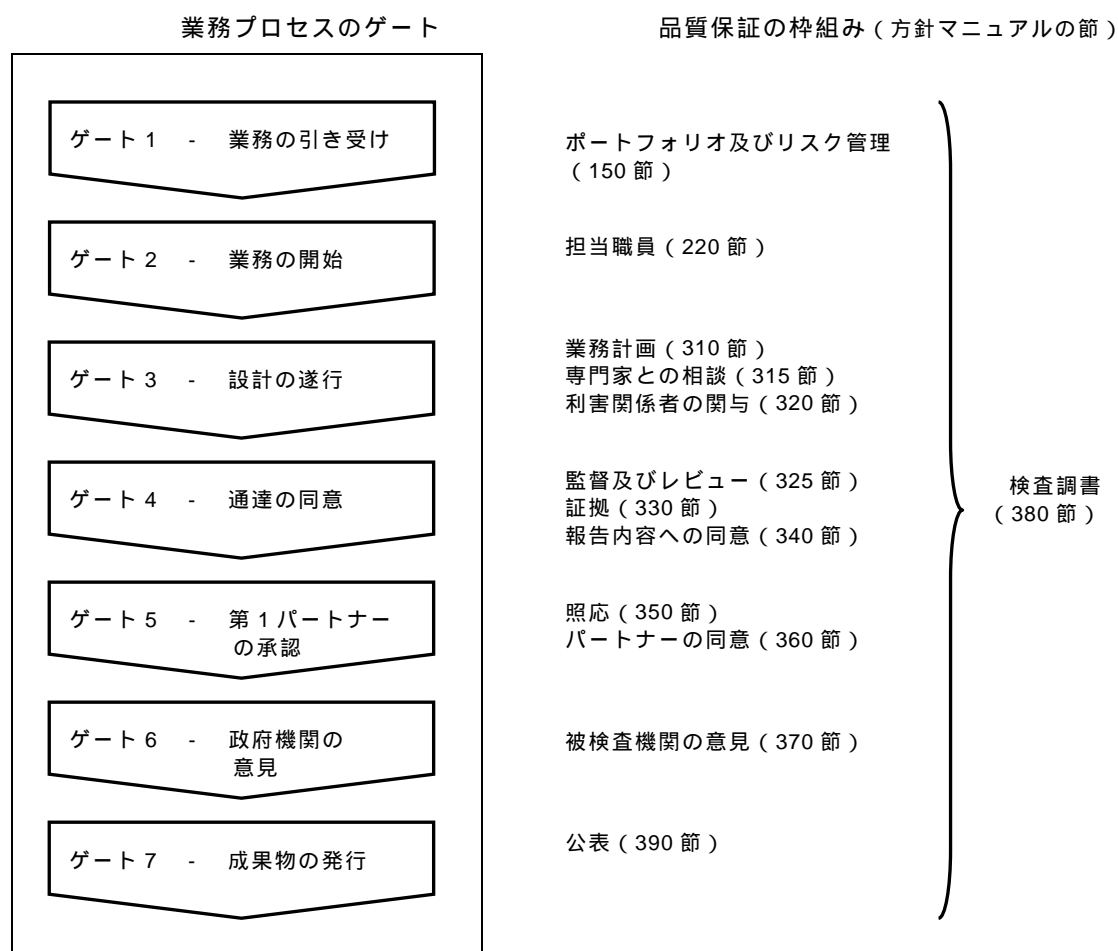 業務プロセスのゲート
品質保証の枠組み（方針マニュアルの節）
ゲート1 - 業務の引き受け
ポートフォリオ及びリスク管理
（150 節）
ゲート2 - 業務の開始
担当職員（220 節）
ゲート3 - 設計の遂行
業務計画（310 節）
専門家との相談（315 節）
利害関係者の関与（320 節）
ゲート4 - 通達の同意
監督及びレビュー（325 節）
証拠（330 節）
報告内容への同意（340 節）
ゲート5 - 第1パートナー
の承認
照応（350 節）
パートナーの同意（360 節）
ゲート6 - 政府機関の
意見
被検査機関の意見（370 節）
ゲート7 - 成果物の発行
公表（390 節）
検査調書
（380 節）